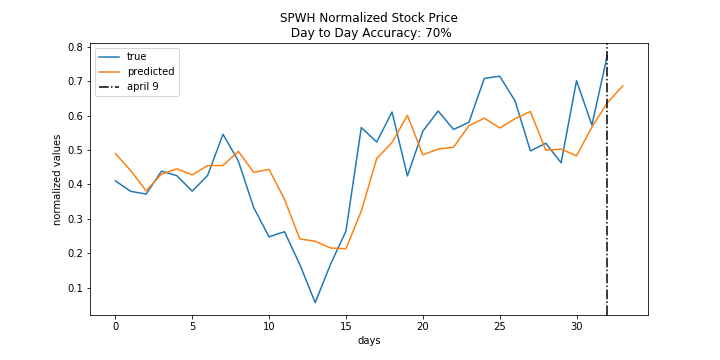 SPWH Normalized Stock Price
Day to Day Accuracy: 70%
true
predicted
april 9
normalized values
0.8
0.7
0.6
0.5
0.4
0.3
0.2
0.1
0 5 10 15 20 25 30
days